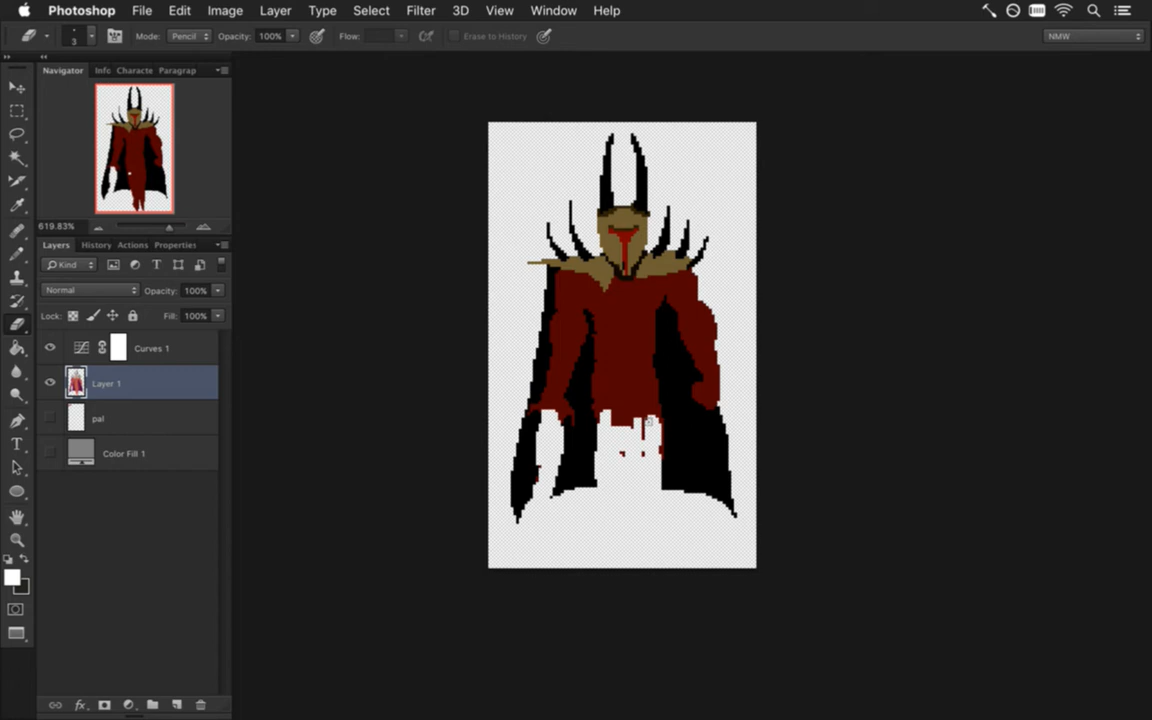 Photoshop File Edit Image Layer Type Select Filter 3D View Window Help
3 Mode: Pencil Opacity: 100% Flow: Erase to History NMW
Navigator Info Characte Paragrap
619.83%
Layers History Actions Properties
Kind
Normal Opacity: 100%
Lock: Fill: 100%
Curves 1
Layer 1
pal
Color Fill 1